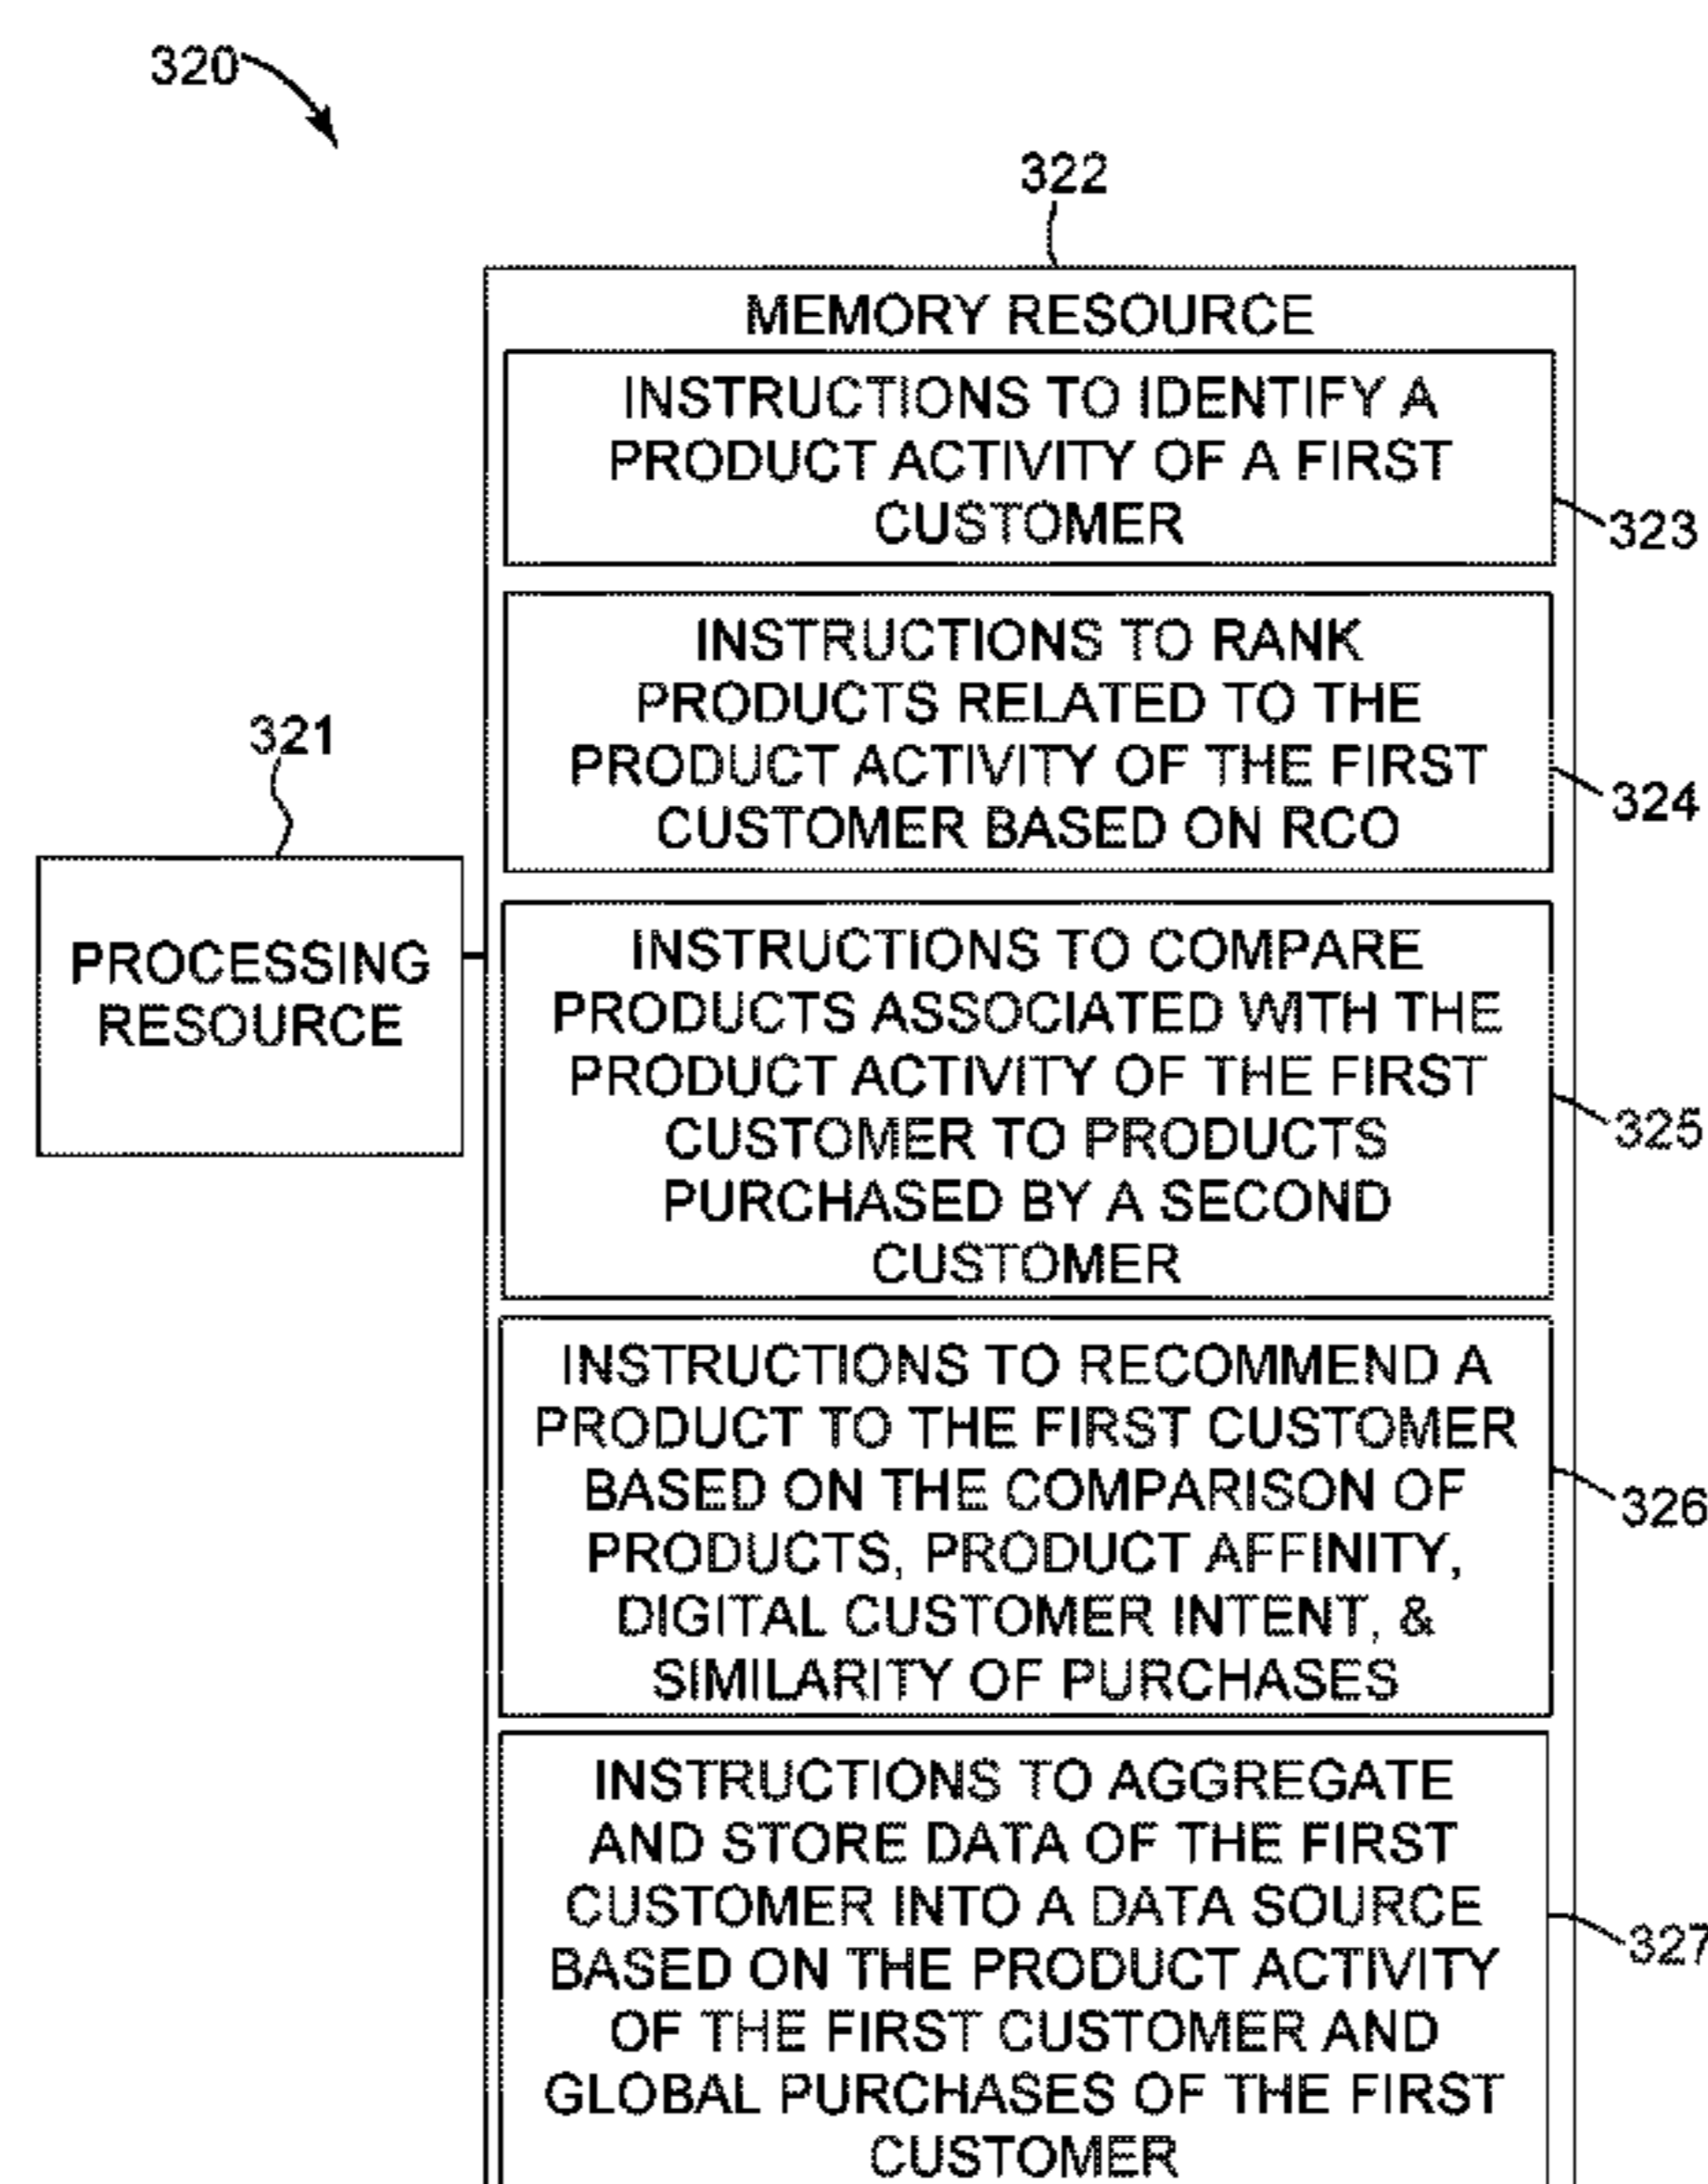 320
322
MEMORY RESOURCE
INSTRUCTIONS TO IDENTIFY A
PRODUCT ACTIVITY OF A FIRST
CUSTOMER
323
INSTRUCTIONS TO RANK
PRODUCTS RELATED TO THE
PRODUCT ACTIVITY OF THE FIRST
CUSTOMER BASED ON RCO
324
321
PROCESSING
RESOURCE
INSTRUCTIONS TO COMPARE
PRODUCTS ASSOCIATED WITH THE
PRODUCT ACTIVITY OF THE FIRST
CUSTOMER TO PRODUCTS
PURCHASED BY A SECOND
CUSTOMER
325
INSTRUCTIONS TO RECOMMEND A
PRODUCT TO THE FIRST CUSTOMER
BASED ON THE COMPARISON OF
PRODUCTS, PRODUCT AFFINITY,
DIGITAL CUSTOMER INTENT, &
SIMILARITY OF PURCHASES
326
INSTRUCTIONS TO AGGREGATE
AND STORE DATA OF THE FIRST
CUSTOMER INTO A DATA SOURCE
BASED ON THE PRODUCT ACTIVITY
OF THE FIRST CUSTOMER AND
GLOBAL PURCHASES OF THE FIRST
CUSTOMER
327